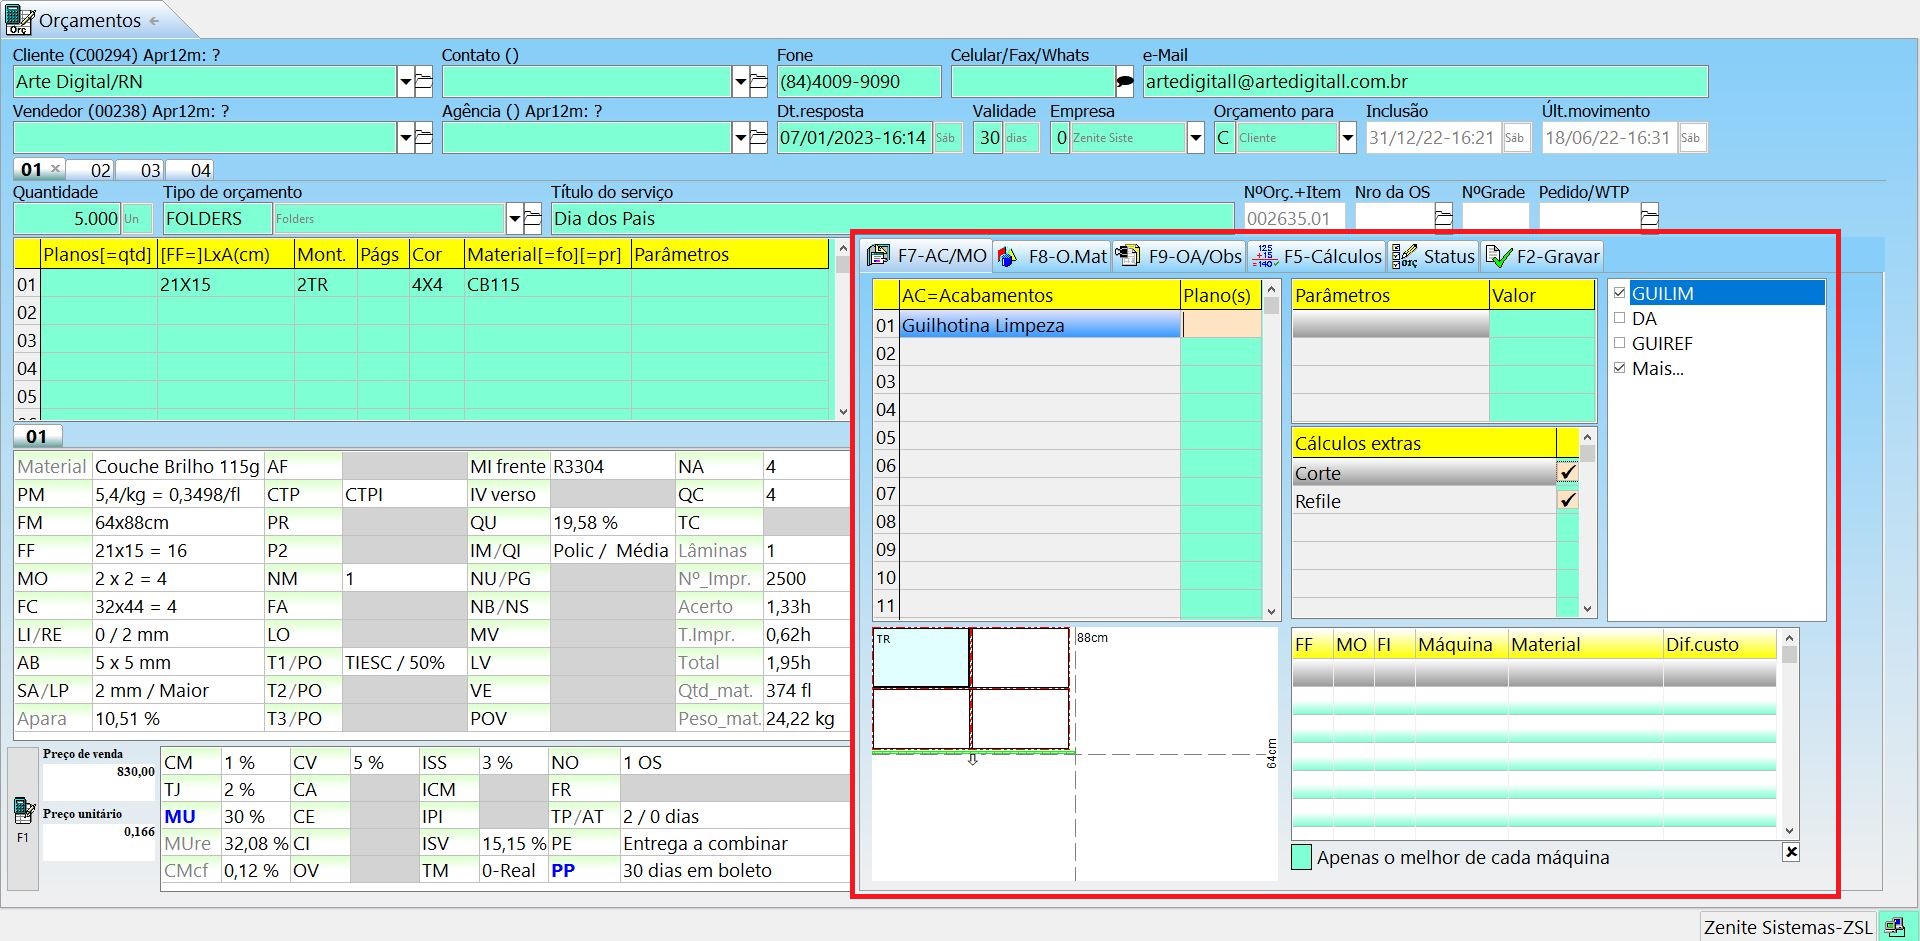 Orç Orçamentos
Cliente (C00294) Apr12m: ? Contato () Fone Celular/Fax/Whats e-Mail
Arte Digital/RN (84)4009-9090 artedigitall@artedigitall.com.br
Vendedor (00238) Apr12m: ? Agência () Apr12m: ? Dt.resposta Validade Empresa Orçamento para Inclusão Últ.movimento
07/01/2023-16:14 Sáb 30 dias 0 Zenite Siste C Cliente 31/12/22-16:21 Sáb 18/06/22-16:31 Sáb
01 02 03 04
Quantidade Tipo de orçamento Título do serviço NºOrç.+Item Nro da OS NºGrade Pedido/WTP
5.000 Un FOLDERS Folders Dia dos Pais 002635.01
Planos[=qtd] [FF=]LxA(cm) Mont. Págs Cor Material[=fo][=pr] Parâmetros
01 21X15 2TR 4X4 CB115
02
03
04
05
01
Material Couche Brilho 115g AF MI frente R3304 NA 4
PM 5,4/kg = 0,3498/fl CTP CTPI IV verso QC 4
FM 64x88cm PR QU 19,58 % TC
FF 21x15 = 16 P2 IM/QI Polic / Média Lâminas 1
MO 2 x 2 = 4 NM 1 NU/PG Nº_Impr. 2500
FC 32x44 = 4 FA NB/NS Acerto 1,33h
LI/RE 0 / 2 mm LO MV T.Impr. 0,62h
AB 5 x 5 mm T1/PO TIESC / 50% LV Total 1,95h
SA/LP 2 mm / Maior T2/PO VE Qtd_mat. 374 fl
Apara 10,51 % T3/PO POV Peso_mat. 24,22 kg
F1
Preço de venda
830,00
Preço unitário
0,166
CM 1 % CV 5 % ISS 3 % NO 1 OS
TJ 2 % CA ICM FR
MU 30 % CE IPI TP/AT 2 / 0 dias
MUre 32,08 % CI ISV 15,15 % PE Entrega a combinar
CMcf 0,12 % OV TM 0-Real PP 30 dias em boleto
F7-AC/MO F8-O.Mat F9-OA/Obs F5-Cálculos Status F2-Gravar
AC=Acabamentos Plano(s)
01 Guilhotina Limpeza
02
03
04
05
06
07
08
09
10
11
Parâmetros Valor
Cálculos extras
Corte
Refile
GUILIM
DA
GUIREF
Mais...
TR
88cm
64cm
FF MO FI Máquina Material Dif.custo
Apenas o melhor de cada máquina
Zenite Sistemas-ZSL